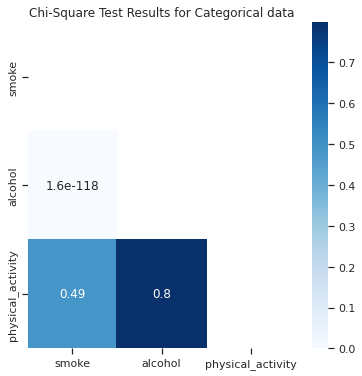 Chi-Square Test Results for Categorical data
smoke
alcohol
physical_activity
1.6e-118
0.49
0.8
smoke
alcohol
physical_activity
0.7
0.6
0.5
0.4
0.3
0.2
0.1
0.0